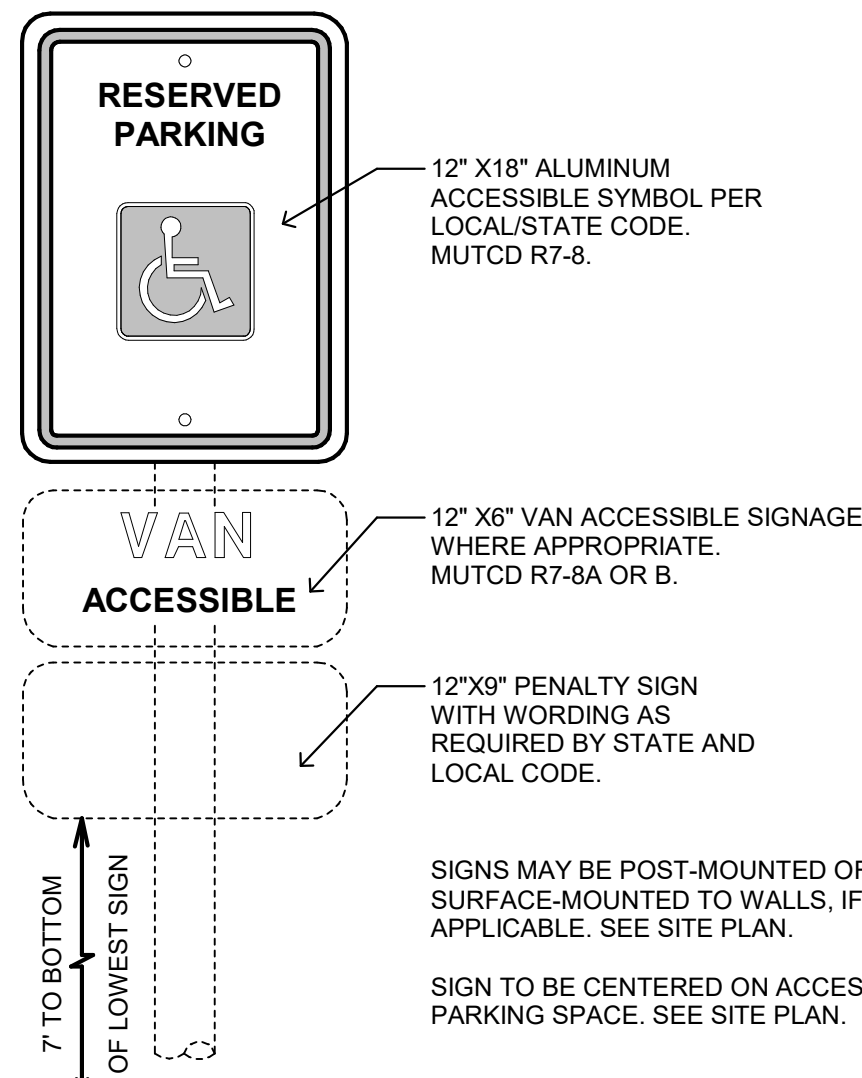 RESERVED
PARKING
12" X18" ALUMINUM
ACCESSIBLE SYMBOL PER
LOCAL/STATE CODE.
MUTCD R7-8.
VAN
ACCESSIBLE
12" X6" VAN ACCESSIBLE SIGNAGE
WHERE APPROPRIATE.
MUTCD R7-8A OR B.
12"X9" PENALTY SIGN
WITH WORDING AS
REQUIRED BY STATE AND
LOCAL CODE.
7' TO BOTTOM
OF LOWEST SIGN
SIGNS MAY BE POST-MOUNTED
SURFACE-MOUNTED TO WALLS, IF
APPLICABLE. SEE SITE PLAN.
SIGN TO BE CENTERED ON
PARKING SPACE. SEE SITE PLAN.